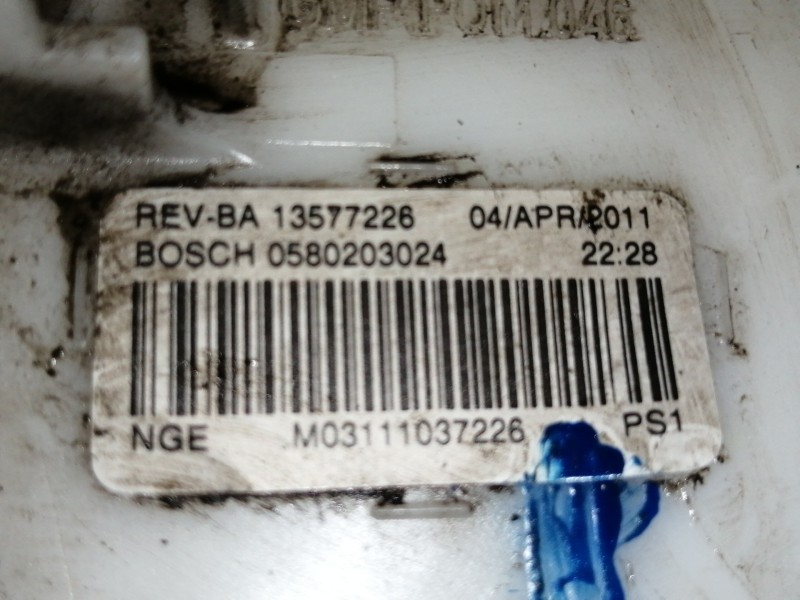 REV-BA 13577226 04/APR/2011
BOSCH 0580203024 22:28
NGE M03111037226 PS1